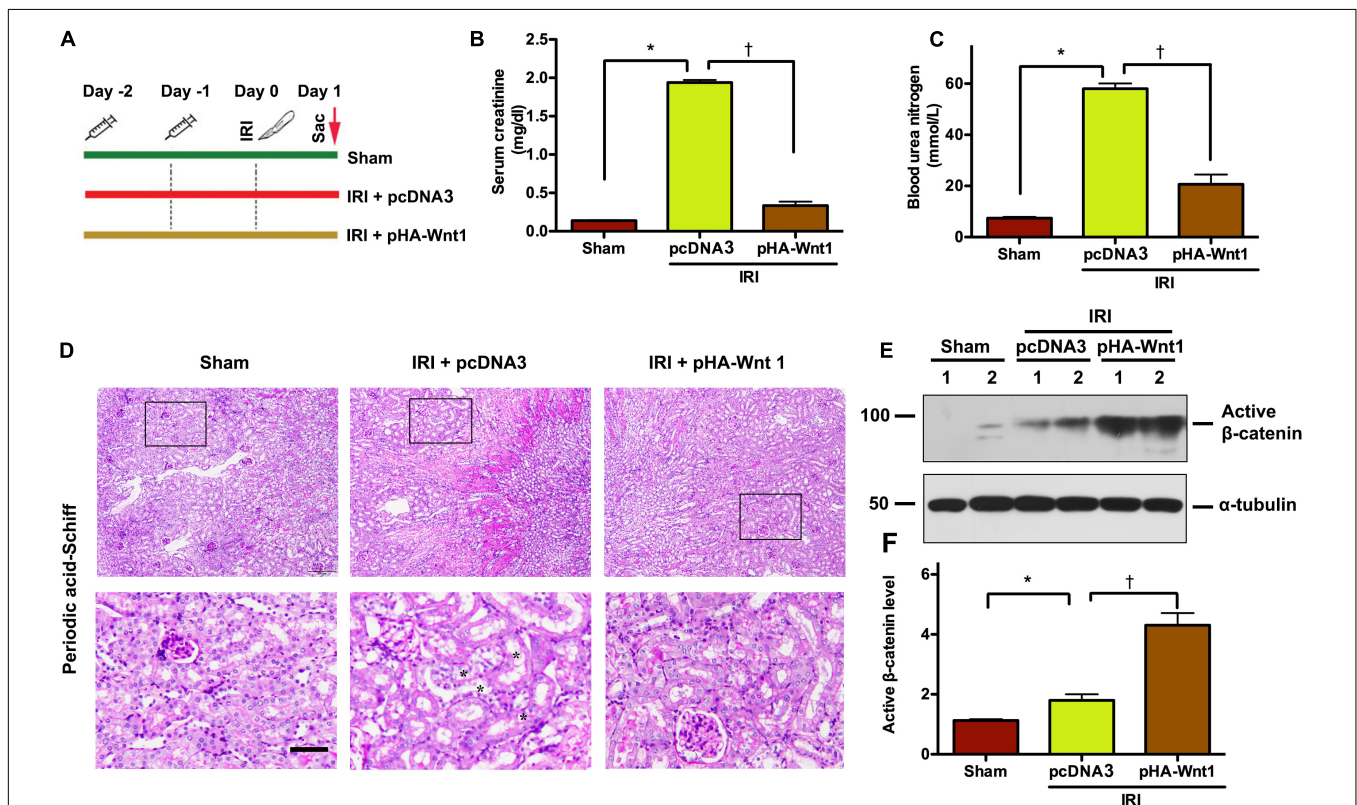 A
Day -2 Day -1 Day 0 Day 1
IRI
Sac
Sham
IRI + pcDNA3
IRI + pHA-Wnt1
B
Serum creatinine
(mg/dl)
2.5
2.0
1.5
1.0
0.5
0.0
* †
Sham pcDNA3 pHA-Wnt1
IRI
C
Blood urea nitrogen
(mmol/L)
60
40
20
0
* †
Sham pcDNA3 pHA-Wnt1
IRI
D
Sham IRI + pcDNA3 IRI + pHA-Wnt 1
Periodic acid-Schiff
*
*
*
*
E
IRI
Sham pcDNA3 pHA-Wnt1
1 2 1 2 1 2
100
Active
β-catenin
50
α-tubulin
F
Active β-catenin level
6
4
2
0
* †
Sham pcDNA3 pHA-Wnt1
IRI